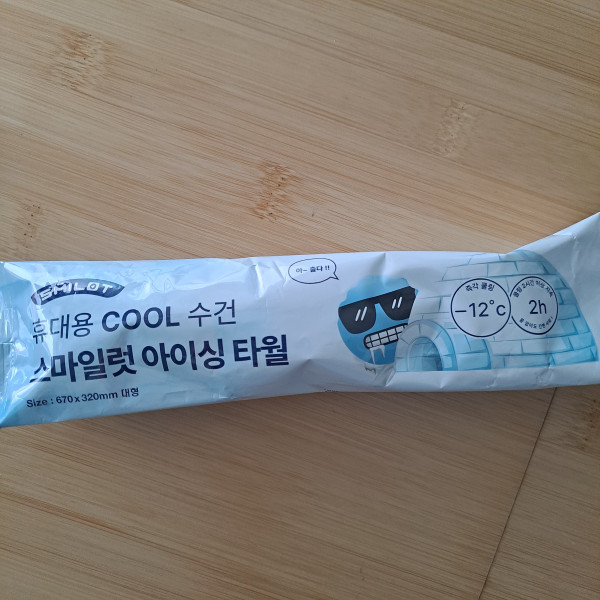 SMILOT
휴대용 COOL 수건
스마일럿 아이싱 타월
Size : 670x320mm 대형
아~ 춥다!!
즉각 쿨링
-12°c
2h